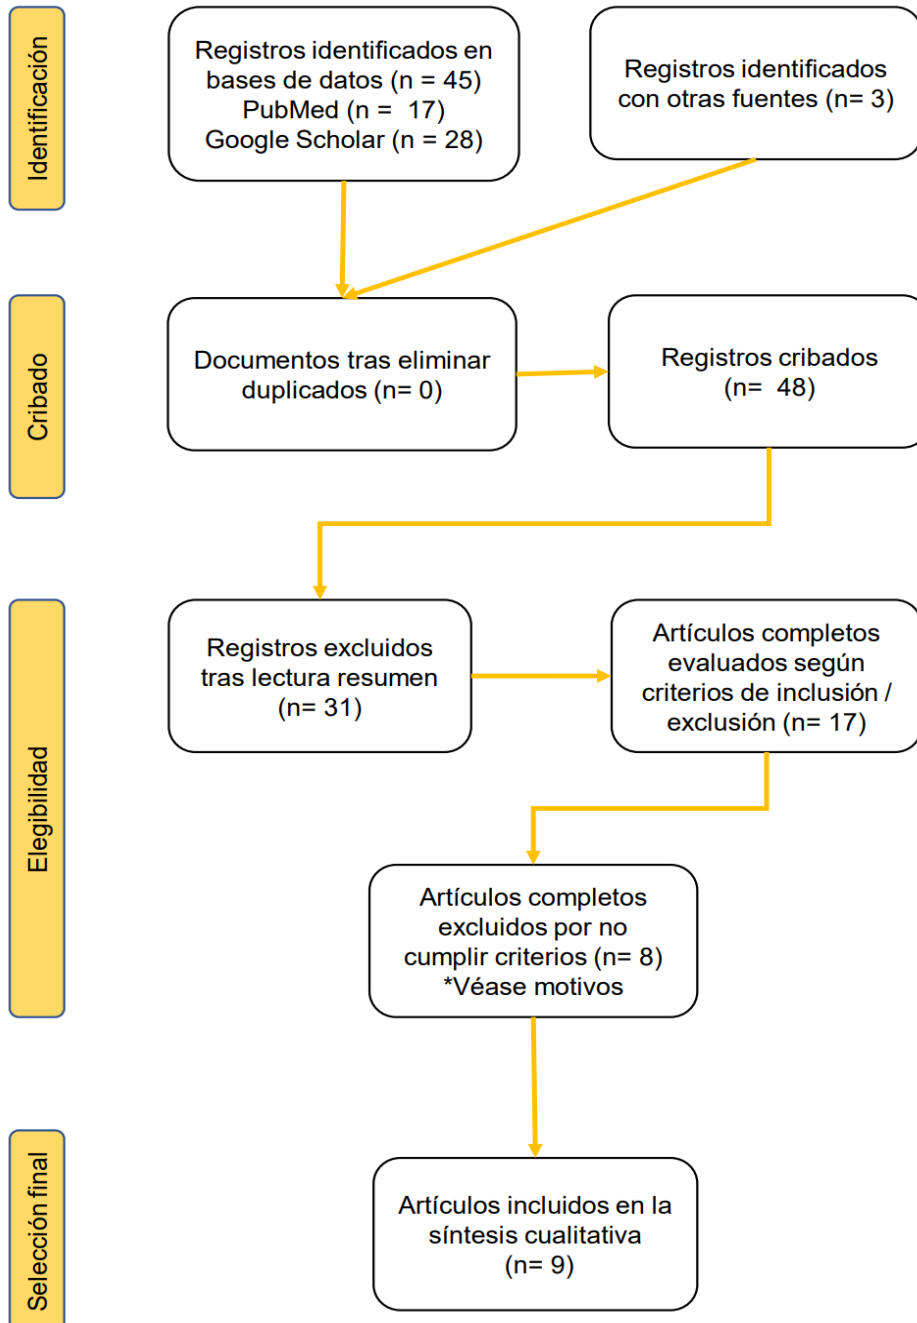 Identificación
Registros identificados en
bases de datos (n = 45)
PubMed (n =  17)
Google Scholar (n = 28)
Registros identificados
con otras fuentes (n= 3)
Cribado
Documentos tras eliminar
duplicados (n= 0)
Registros cribados
(n=  48)
Elegibilidad
Registros excluidos
tras lectura resumen
(n= 31)
Artículos completos
evaluados según
criterios de inclusión /
exclusión (n= 17)
Artículos completos
excluidos por no
cumplir criterios (n= 8)
*Véase motivos
Selección final
Artículos incluidos en la
síntesis cualitativa
(n= 9)